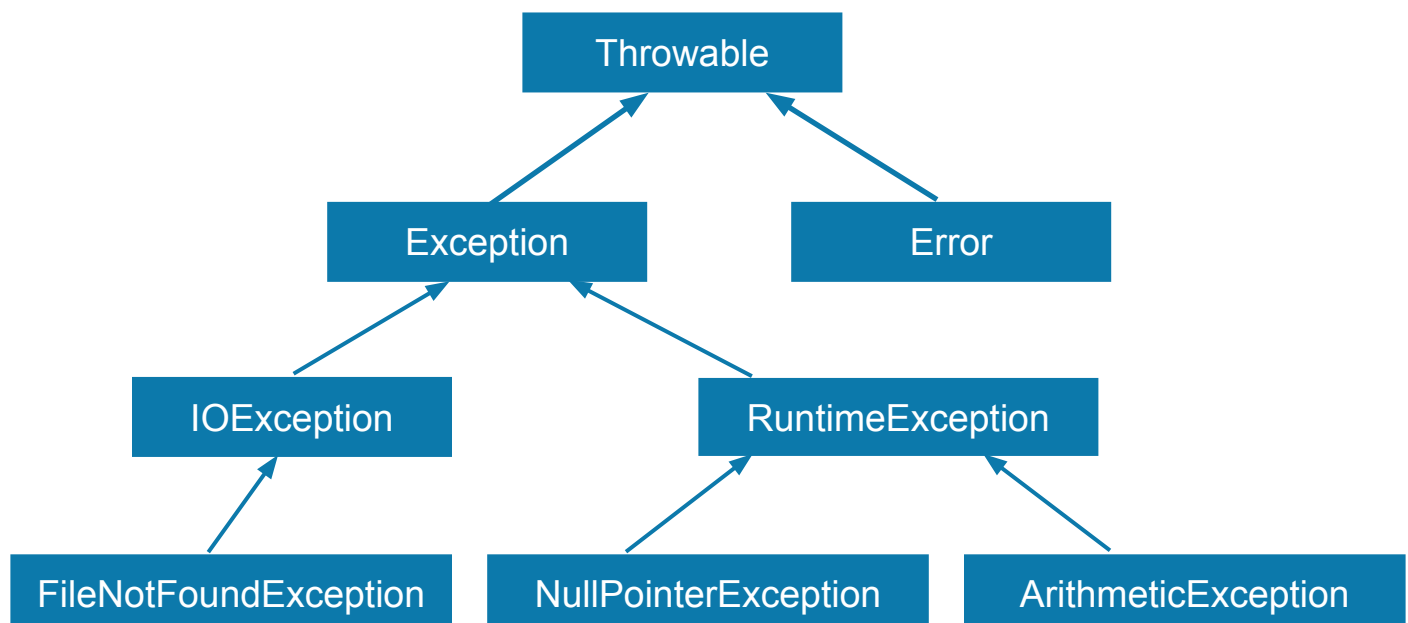 Throwable
Exception
Error
IOException
RuntimeException
FileNotFoundException
NullPointerException
ArithmeticException